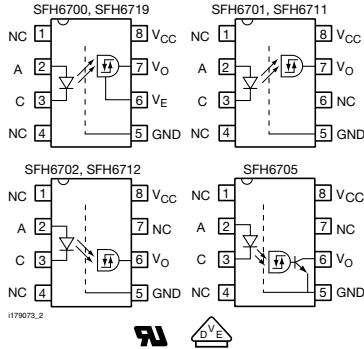 SFH6700, SFH6719
NC 1 8 VCC
A 2 7 VO
C 3 6 VE
NC 4 5 GND
SFH6701, SFH6711
NC 1 8 VCC
A 2 7 VO
C 3 6 NC
NC 4 5 GND
SFH6702, SFH6712
NC 1 8 VCC
A 2 7 NC
C 3 6 VO
NC 4 5 GND
SFH6705
NC 1 8 VCC
A 2 7 NC
C 3 6 VO
NC 4 5 GND
i179073_2
RU
DVE